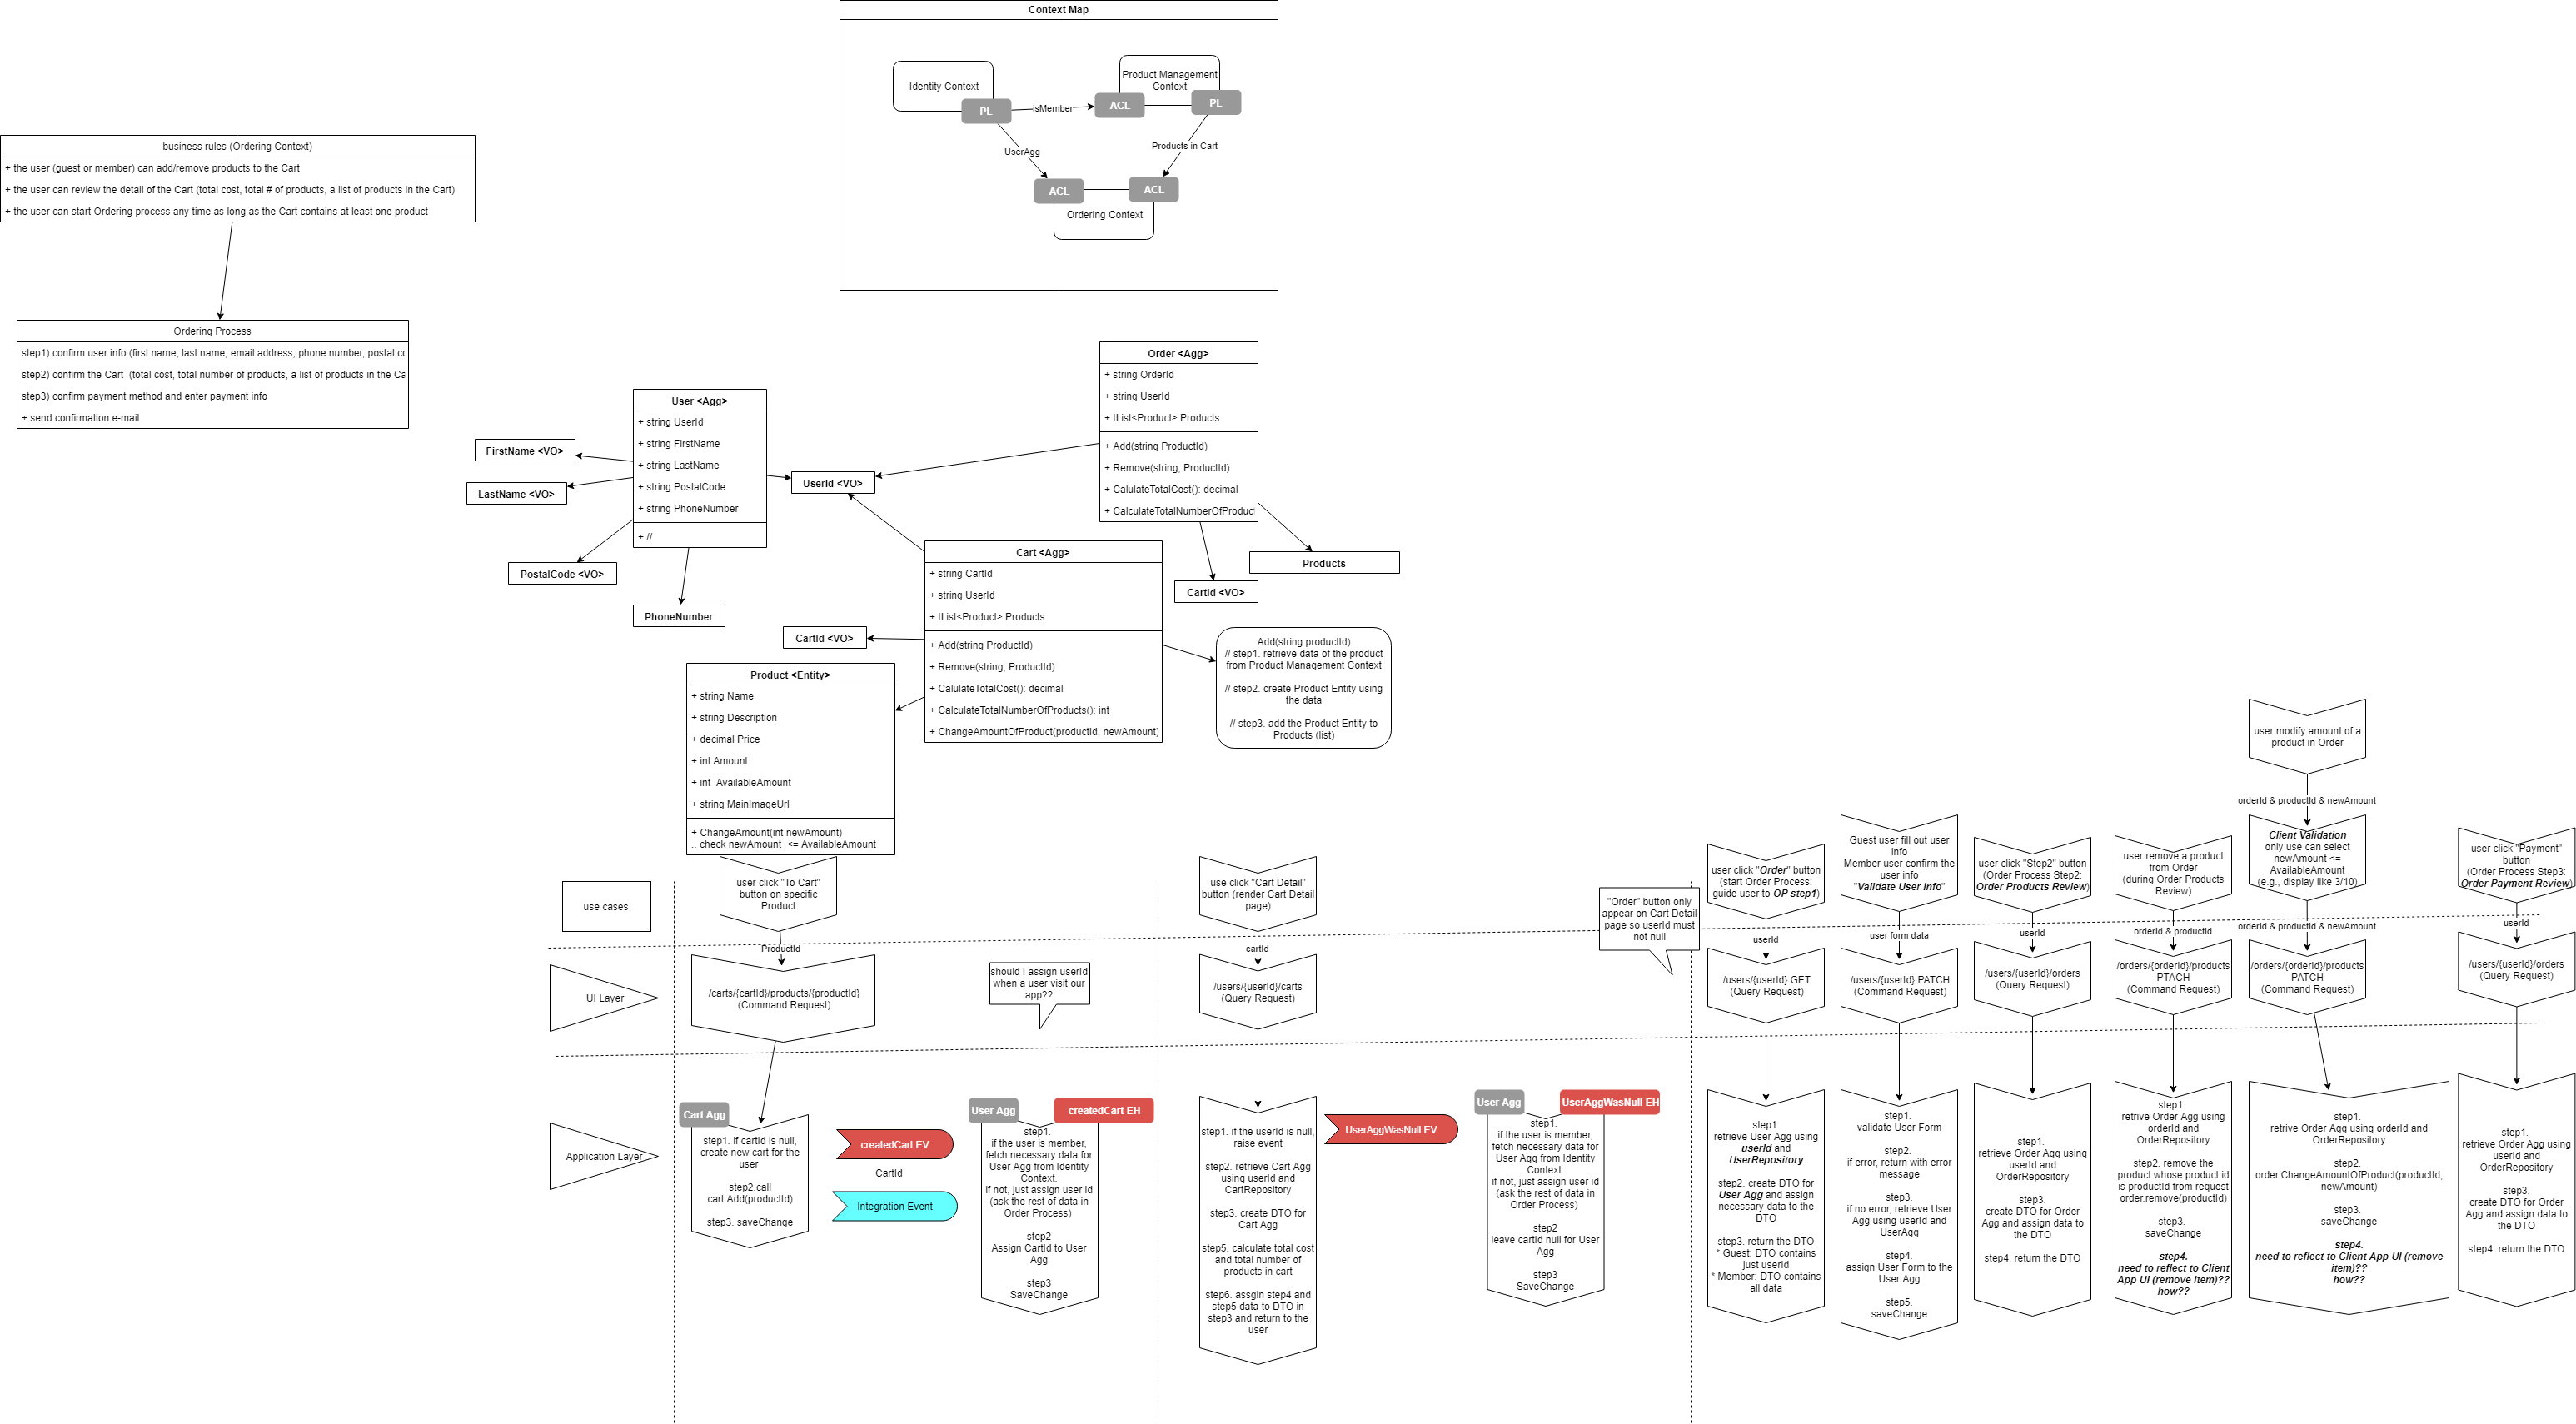 Context Map
Identity Context
PL
isMember
Product Management
Context
ACL
PL
UserAgg
Products in Cart
ACL
ACL
Ordering Context
business rules (Ordering Context)
+ the user (guest or member) can add/remove products to the Cart
+ the user can review the detail of the Cart (total cost, total # of products, a list of products in the Cart)
+ the user can start Ordering process any time as long as the Cart contains at least one product
Ordering Process
step1) confirm user info (first name, last name, email address, phone number, postal co
step2) confirm the Cart  (total cost, total number of products, a list of products in the Ca
step3) confirm payment method and enter payment info
+ send confirmation e-mail
User <Agg>
+ string UserId
+ string FirstName
+ string LastName
+ string PostalCode
+ string PhoneNumber
+ //
FirstName <VO>
LastName <VO>
PostalCode <VO>
PhoneNumber
UserId <VO>
Order <Agg>
+ string OrderId
+ string UserId
+ IList<Product> Products
+ Add(string ProductId)
+ Remove(string, ProductId)
+ CalulateTotalCost(): decimal
+ CalculateTotalNumberOfProduct
Products
CartId <VO>
Cart <Agg>
+ string CartId
+ string UserId
+ IList<Product> Products
+ Add(string ProductId)
+ Remove(string, ProductId)
+ CalulateTotalCost(): decimal
+ CalculateTotalNumberOfProducts(): int
+ ChangeAmountOfProduct(productId, newAmount)
CartId <VO>
Add(string productId)
// step1. retrieve data of the product
from Product Management Context
// step2. create Product Entity using
the data
// step3. add the Product Entity to
Products (list)
Product <Entity>
+ string Name
+ string Description
+ decimal Price
+ int Amount
+ int  AvailableAmount
+ string MainImageUrl
+ ChangeAmount(int newAmount)
.. check newAmount  <= AvailableAmount
use cases
user click "To Cart"
button on specific
Product
ProductId
use click "Cart Detail"
button (render Cart Detail
page)
cartId
"Order" button only
appear on Cart Detail
page so userId must
not null
user click "Order" button
(start Order Process:
guide user to OP step1)
userId
Guest user fill out user
info
Member user confirm the
user info
"Validate User Info"
user form data
user click "Step2" button
(Order Process Step2:
Order Products Review)
userId
user remove a product
from Order
(during Order Products
Review)
orderId & productId
user modify amount of a
product in Order
orderId & productId & newAmount
Client Validation
only use can select
newAmount <=
AvailableAmount
(e.g., display like 3/10)
orderId & productId & newAmount
user click "Payment"
button
(Order Process Step3:
Order Payment Review)
userId
UI Layer
/carts/{cartId}/products/{productId}
(Command Request)
should I assign userId
when a user visit our
app??
/users/{userId}/carts
(Query Request)
/users/{userId} GET
(Query Request)
/users/{userId} PATCH
(Command Request)
/users/{userId}/orders
(Query Request)
/orders/{orderId}/products
PTACH
(Command Request)
/orders/{orderId}/products
PATCH
(Command Request)
/users/{userId}/orders
(Query Request)
Application Layer
Cart Agg
step1. if cartId is null,
create new cart for the
user
step2.call
cart.Add(productId)
step3. saveChange
createdCart EV
CartId
Integration Event
User Agg
createdCart EH
step1.
if the user is member,
fetch necessary data for
User Agg from Identity
Context.
if not, just assign user id
(ask the rest of data in
Order Process)
step2
Assign CartId to User
Agg
step3
SaveChange
step1. if the userId is null,
raise event
step2. retrieve Cart Agg
using userId and
CartRepository
step3. create DTO for
Cart Agg
step5. calculate total cost
and total number of
products in cart
step6. assgin step4 and
step5 data to DTO in
step3 and return to the
user
UserAggWasNull EV
User Agg
UserAggWasNull EH
step1.
if the user is member,
fetch necessary data for
User Agg from Identity
Context.
if not, just assign user id
(ask the rest of data in
Order Process)
step2
leave cartId null for User
Agg
step3
SaveChange
step1.
retrieve User Agg using
userId and
UserRepository
step2. create DTO for
User Agg and assign
necessary data to the
DTO
step3. return the DTO
* Guest: DTO contains
just userId
* Member: DTO contains
all data
step1.
validate User Form
step2.
if error, return with error
message
step3.
if no error, retrieve User
Agg using userId and
UserAgg
step4.
assign User Form to the
User Agg
step5.
saveChange
step1.
retrieve Order Agg using
userId and
OrderRepository
step3.
create DTO for Order
Agg and assign data to
the DTO
step4. return the DTO
step1.
retrive Order Agg using
orderId and
OrderRepository
step2. remove the
product whose product id
is productId from request
order.remove(productId)
step3.
saveChange
step4.
need to reflect to Client
App UI (remove item)??
how??
step1.
retrive Order Agg using orderId and
OrderRepository
step2.
order.ChangeAmountOfProduct(productId,
newAmount)
step3.
saveChange
step4.
need to reflect to Client App UI (remove
item)??
how??
step1.
retrieve Order Agg using
userId and
OrderRepository
step3.
create DTO for Order
Agg and assign data to
the DTO
step4. return the DTO